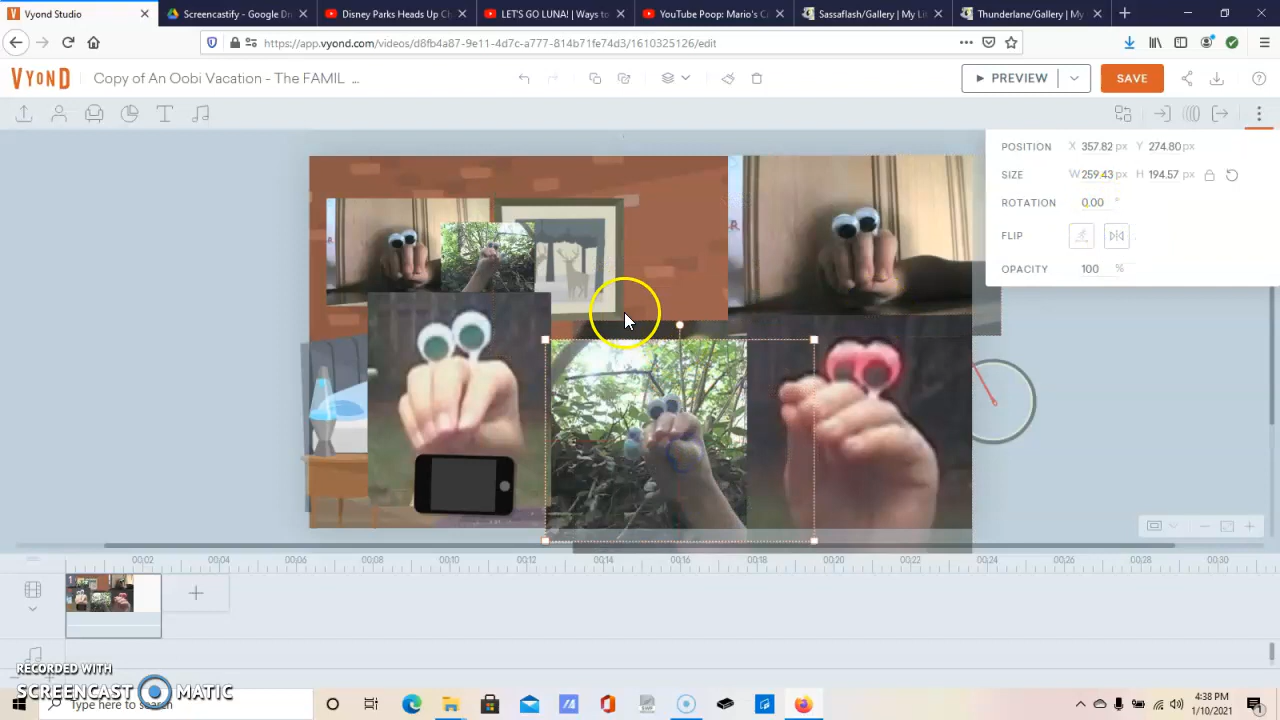 Vyond Studio
Screencastify - Google Dr
Disney Parks Heads Up Ch
LET'S GO LUNA! | Ways to
YouTube Poop: Mario's C
Sassaflash/Gallery | My Lit
Thunderlane/Gallery | My
https://app.vyond.com/videos/d8fb4a87-9e11-4d7c-a777-814b71fe74d3/1610325126/edit
VYOND
Copy of An Oobi Vacation - The FAMIL ...
PREVIEW
SAVE
POSITION X 357.82 px Y 274.80 px
SIZE W 259.43 px H 194.57 px
ROTATION 0.00 °
FLIP
OPACITY 100 %
00:02 00:04 00:06 00:08 00:10 00:12 00:14 00:16 00:18 00:20 00:22 00:24 00:26 00:28 00:30
RECORDED WITH
SCREENCAST MATIC
Type here to search
4:38 PM
1/10/2021